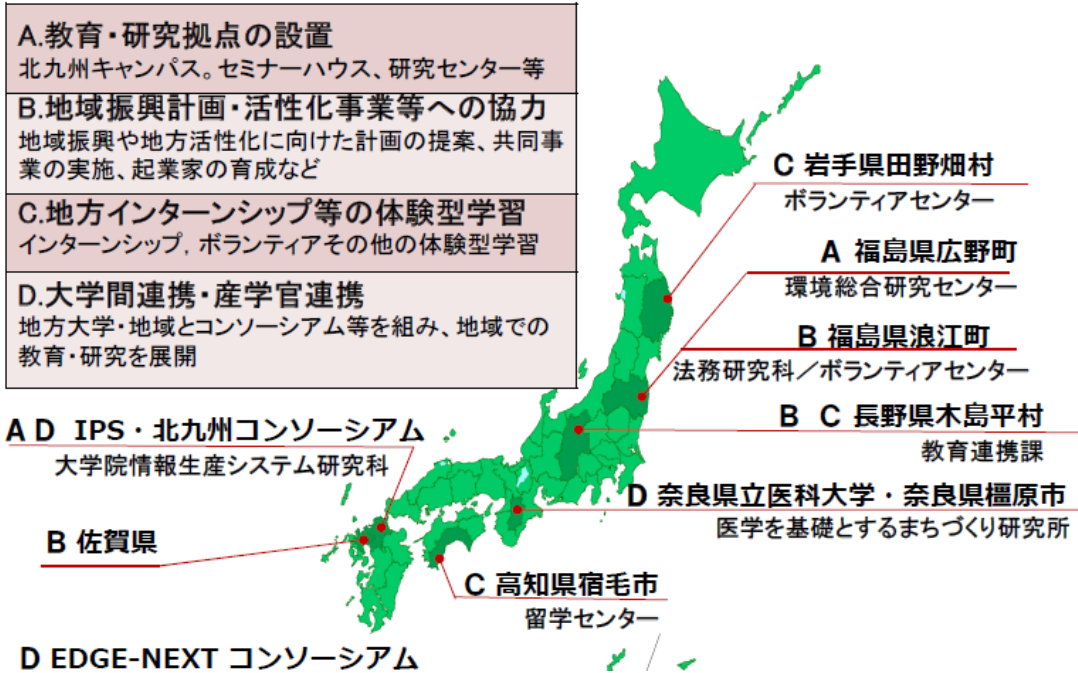 A.教育・研究拠点の設置
北九州キャンパス。セミナーハウス、研究センター等
B.地域振興計画・活性化事業等への協力
地域振興や地方活性化に向けた計画の提案、共同事
業の実施、起業家の育成など
C.地方インターンシップ等の体験型学習
インターンシップ, ボランティアその他の体験型学習
D.大学間連携・産学官連携
地方大学・地域とコンソーシアム等を組み、地域での
教育・研究を展開
C 岩手県田野畑村
ボランティアセンター
A 福島県広野町
環境総合研究センター
B 福島県浪江町
法務研究科／ボランティアセンター
B C 長野県木島平村
教育連携課
D 奈良県立医科大学・奈良県橿原市
医学を基礎とするまちづくり研究所
A D IPS・北九州コンソーシアム
大学院情報生産システム研究科
B 佐賀県
C 高知県宿毛市
留学センター
D EDGE-NEXT コンソーシアム